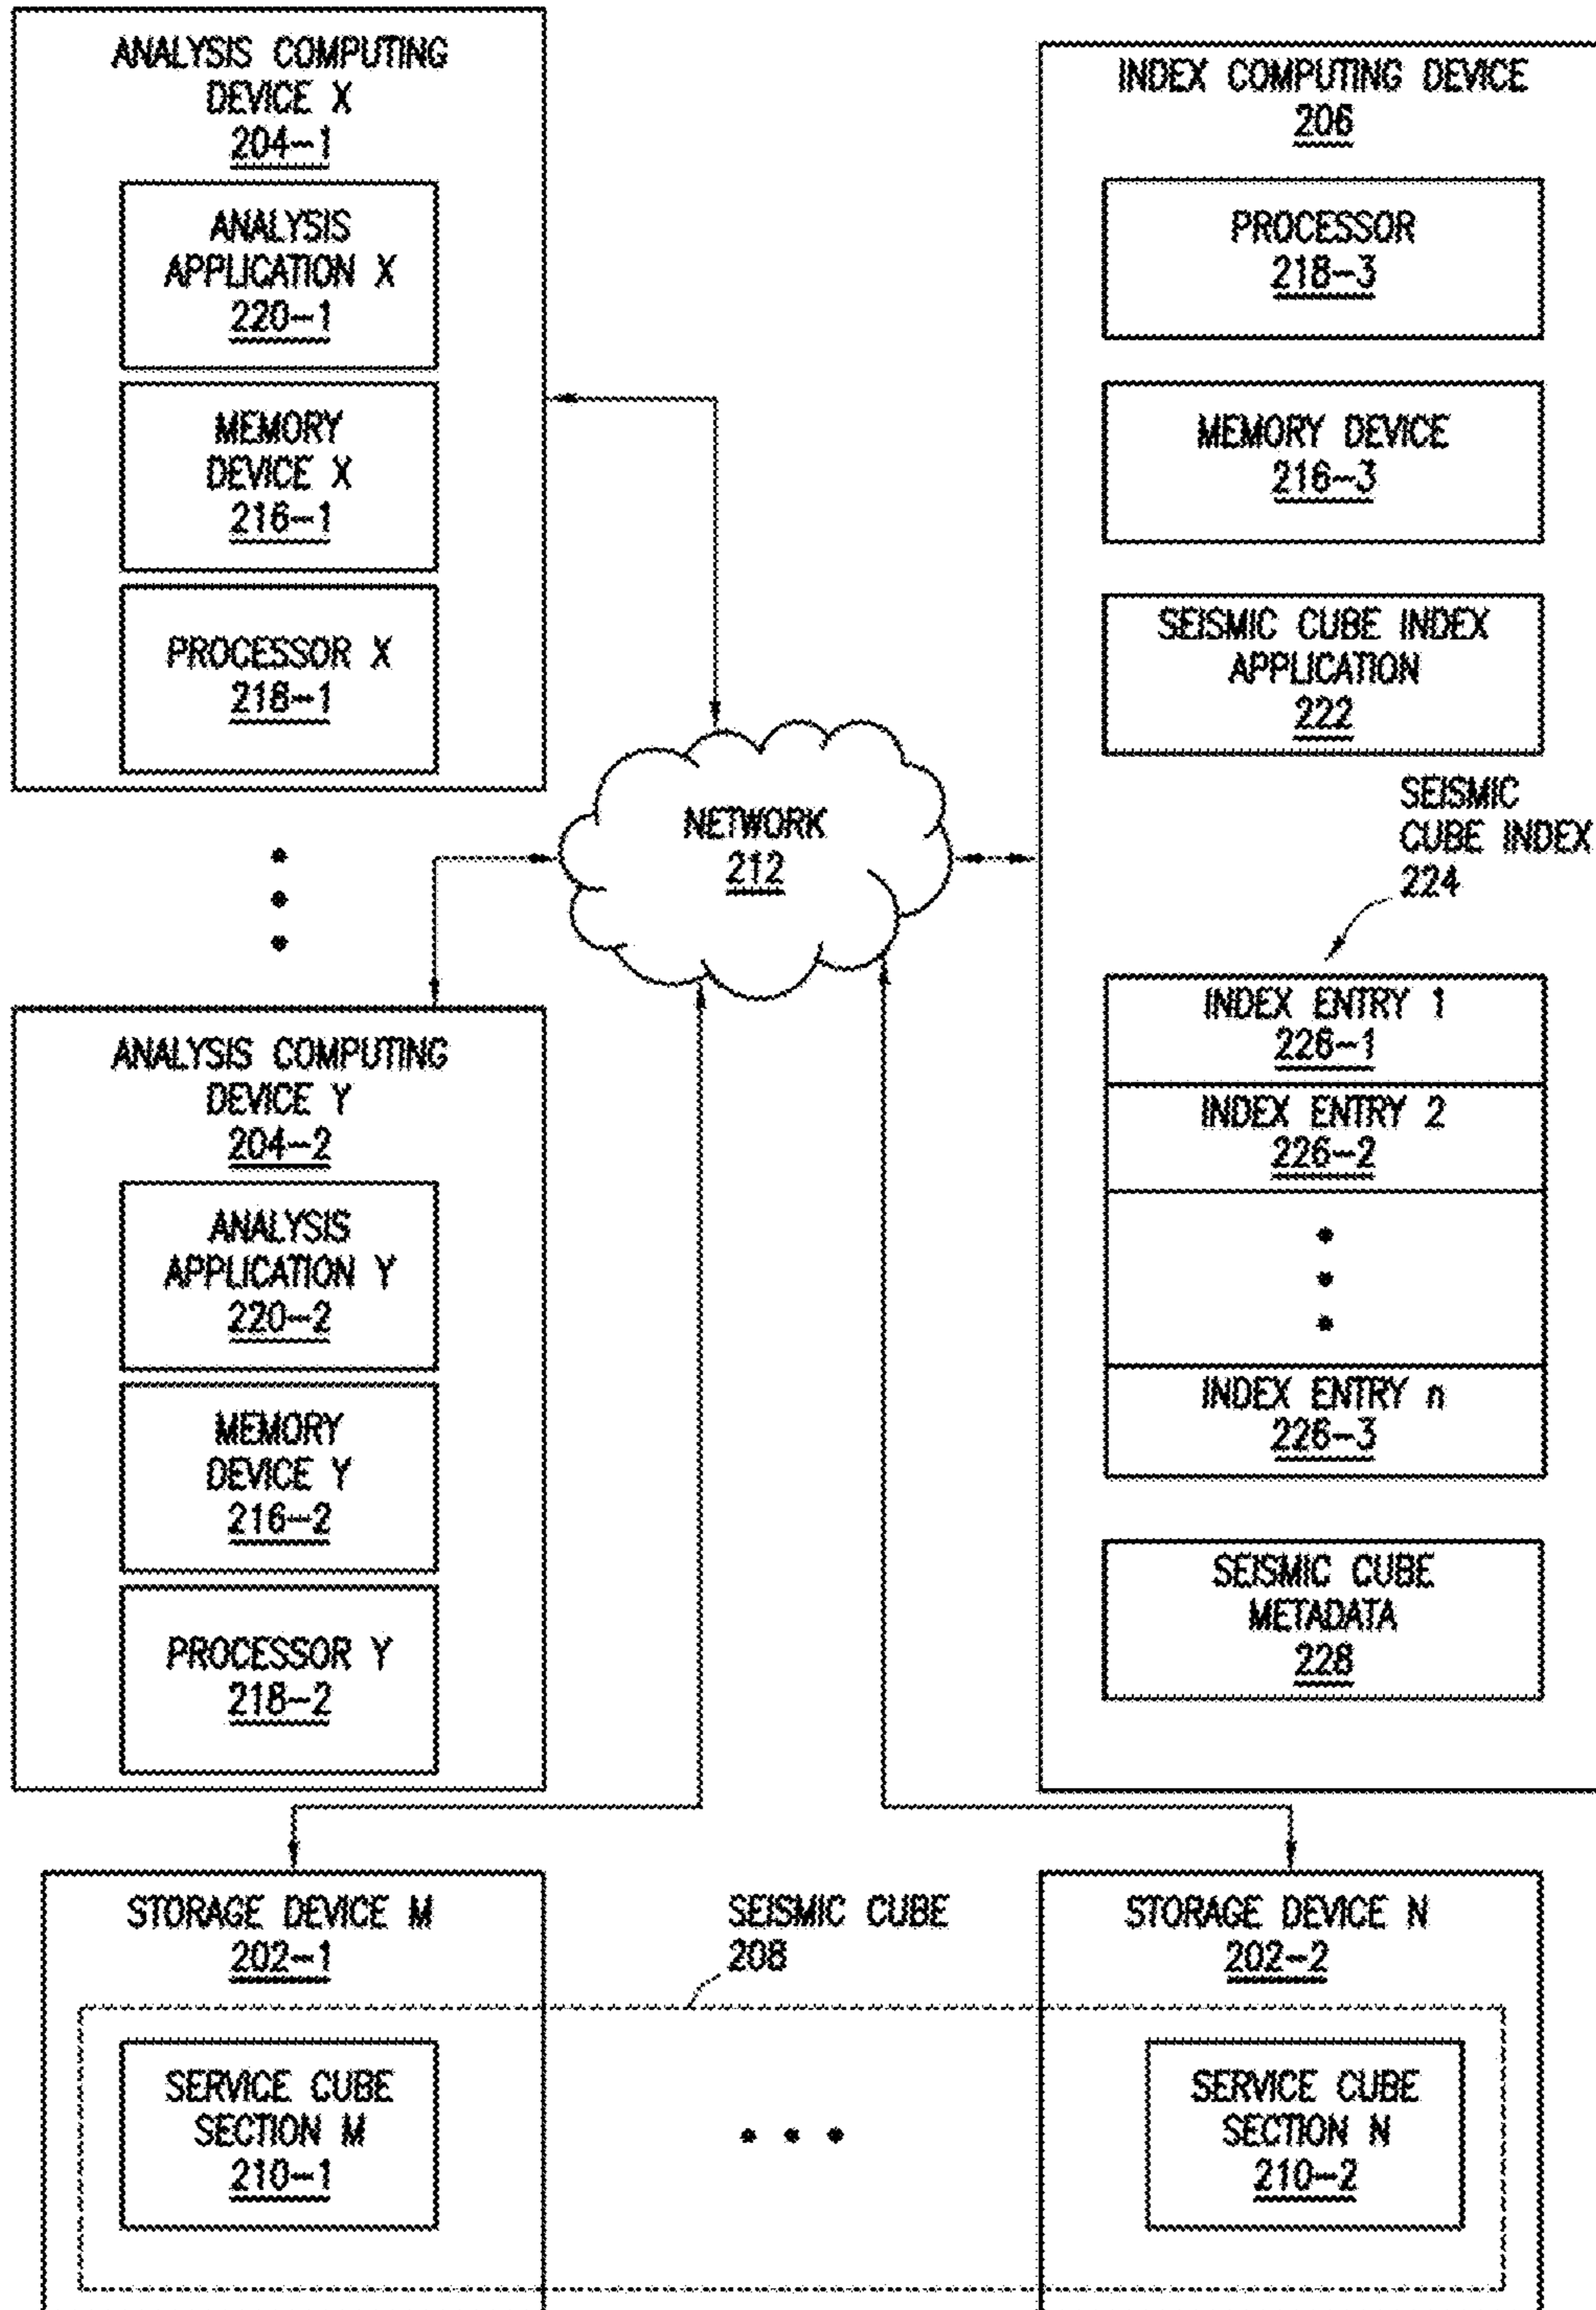 ANALYSIS COMPUTING
DEVICE X
204-1
ANALYSIS
APPLICATION X
220-1
MEMORY
DEVICE X
216-1
PROCESSOR X
218-1
ANALYSIS COMPUTING
DEVICE Y
204-2
ANALYSIS
APPLICATION Y
220-2
MEMORY
DEVICE Y
216-2
PROCESSOR Y
218-2
NETWORK
212
INDEX COMPUTING DEVICE
206
PROCESSOR
218-3
MEMORY DEVICE
216-3
SEISMIC CUBE INDEX
APPLICATION
222
SEISMIC
CUBE INDEX
224
INDEX ENTRY 1
226-1
INDEX ENTRY 2
226-2
INDEX ENTRY n
226-3
SEISMIC CUBE
METADATA
228
STORAGE DEVICE M
202-1
SERVICE CUBE
SECTION M
210-1
SEISMIC CUBE
208
STORAGE DEVICE N
202-2
SERVICE CUBE
SECTION N
210-2